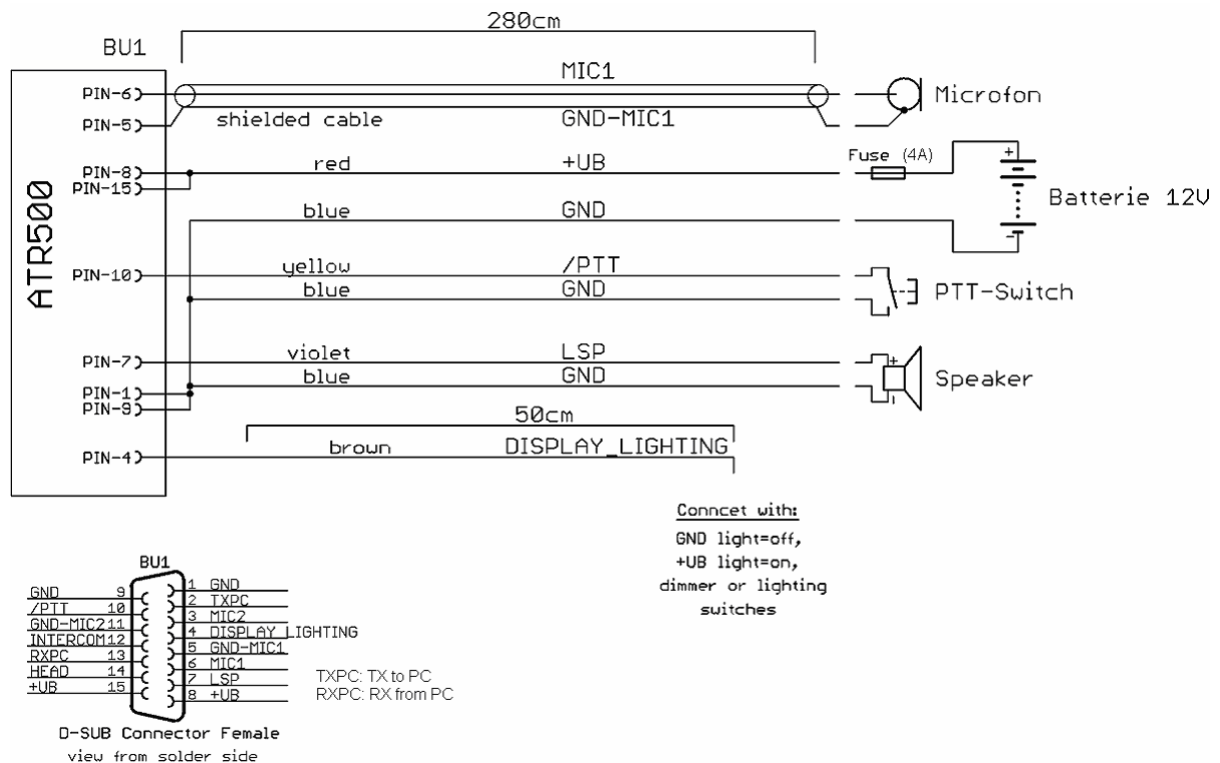 280cm
BU1
MIC1
PIN-6
Microfon
PIN-5
shielded cable
GND-MIC1
Fuse (4A)
+
PIN-8
red
+UB
PIN-15
Batterie 12V
blue
GND
-
ATR500
PIN-10
yellow
/PTT
blue
GND
PTT-Switch
PIN-7
violet
LSP
+
blue
GND
Speaker
-
PIN-1
PIN-9
50cm
PIN-4
brown
DISPLAY_LIGHTING
Conncet with:
GND light=off,
+UB light=on,
dimmer or lighting
switches
BU1
GND 9
/PTT 10
GND-MIC2 11
INTERCOM 12
RXPC 13
HEAD 14
+UB 15
1 GND
2 TXPC
3 MIC2
4 DISPLAY_LIGHTING
5 GND-MIC1
6 MIC1
7 LSP
8 +UB
TXPC: TX to PC
RXPC: RX from PC
D-SUB Connector Female
view from solder side